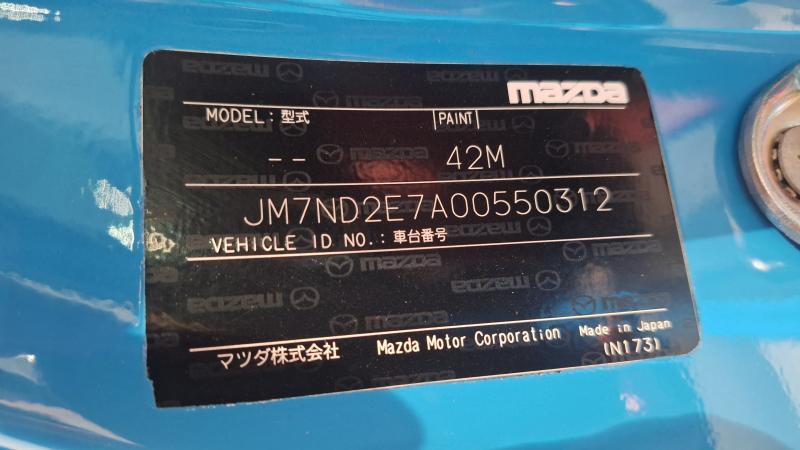 mazda
MODEL: 型式 PAINT
-- 42M
JM7ND2E7A00550312
VEHICLE ID NO.: 車台番号
マツダ株式会社 Mazda Motor Corporation Made in Japan
(N173)